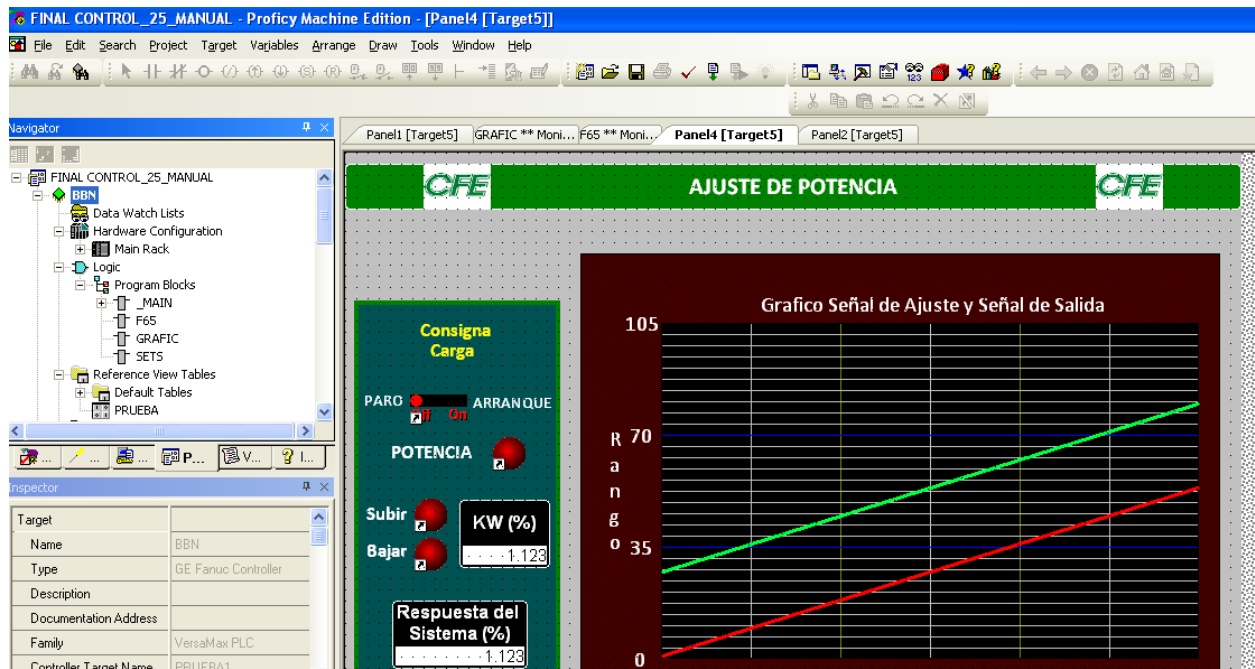 FINAL CONTROL_25_MANUAL - Proficy Machine Edition - [Panel4 [Target5]]
File Edit Search Project Target Variables Arrange Draw Tools Window Help
Navigator
FINAL CONTROL_25_MANUAL
BBN
Data Watch Lists
Hardware Configuration
Main Rack
Logic
Program Blocks
_MAIN
F65
GRAFIC
SETS
Reference View Tables
Default Tables
PRUEBA
... ... ... P... V... I...
Inspector
Target
Name BBN
Type GE Fanuc Controller
Description
Documentation Address
Family VersaMax PLC
Controller Target Name PRUEBA1
Panel1 [Target5] GRAFIC ** Moni... F65 ** Moni... Panel4 [Target5] Panel2 [Target5]
CFE AJUSTE DE POTENCIA CFE
Consigna
Carga
PARO ARRANQUE
Off On
POTENCIA
Subir
Bajar
KW (%)
1.123
Respuesta del
Sistema (%)
1.123
Grafico Señal de Ajuste y Señal de Salida
105
70
35
0
Rango